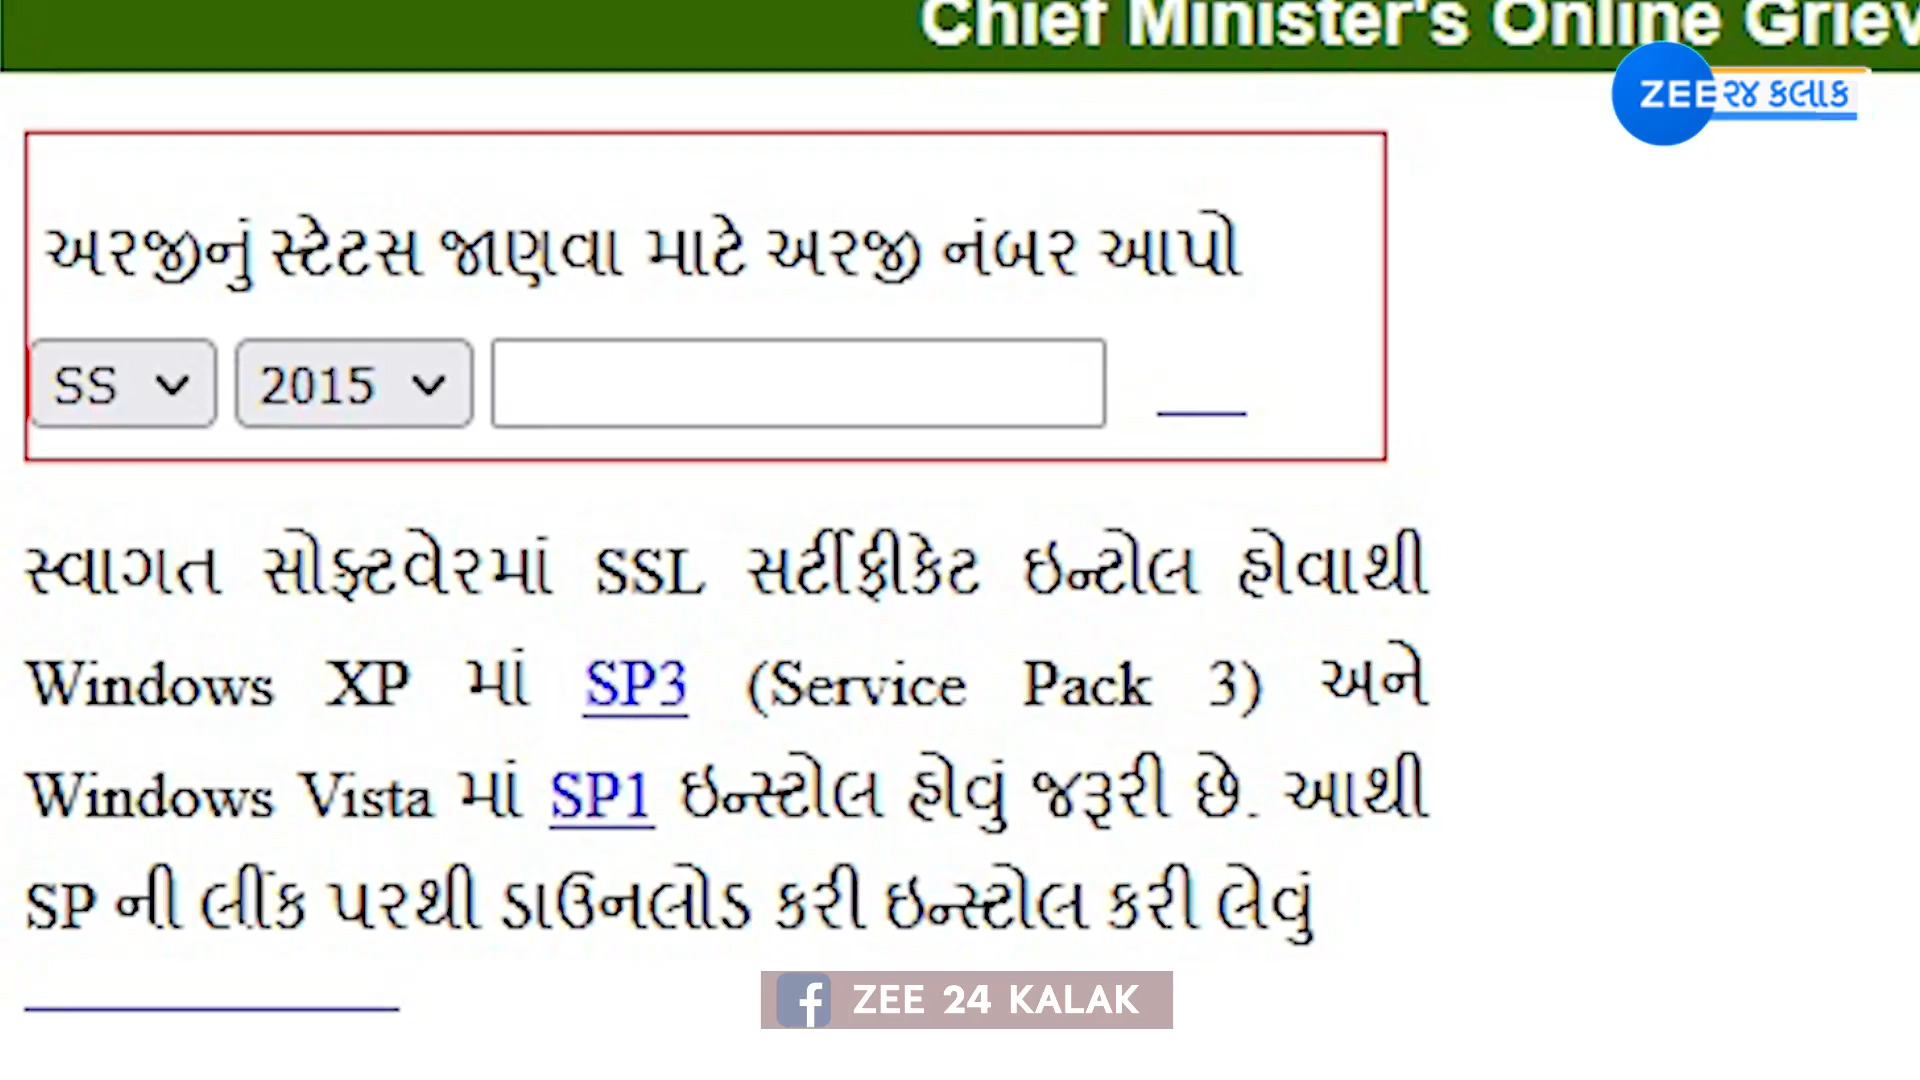 Chief Minister's Online Griev
ZEE ૨૪ કલાક
અરજીનું સ્ટેટસ જાણવા માટે અરજી નંબર આપો
SS 2015
સ્વાગત સોફ્ટવેરમાં SSL સર્ટીફીકેટ ઇન્ટોલ હોવાથી
Windows XP માં SP3 (Service Pack 3) અને
Windows Vista માં SP1 ઇન્સ્ટોલ હોવું જરૂરી છે. આથી
SP ની લીંક પરથી ડાઉનલોડ કરી ઇન્સ્ટોલ કરી લેવું
f ZEE 24 KALAK